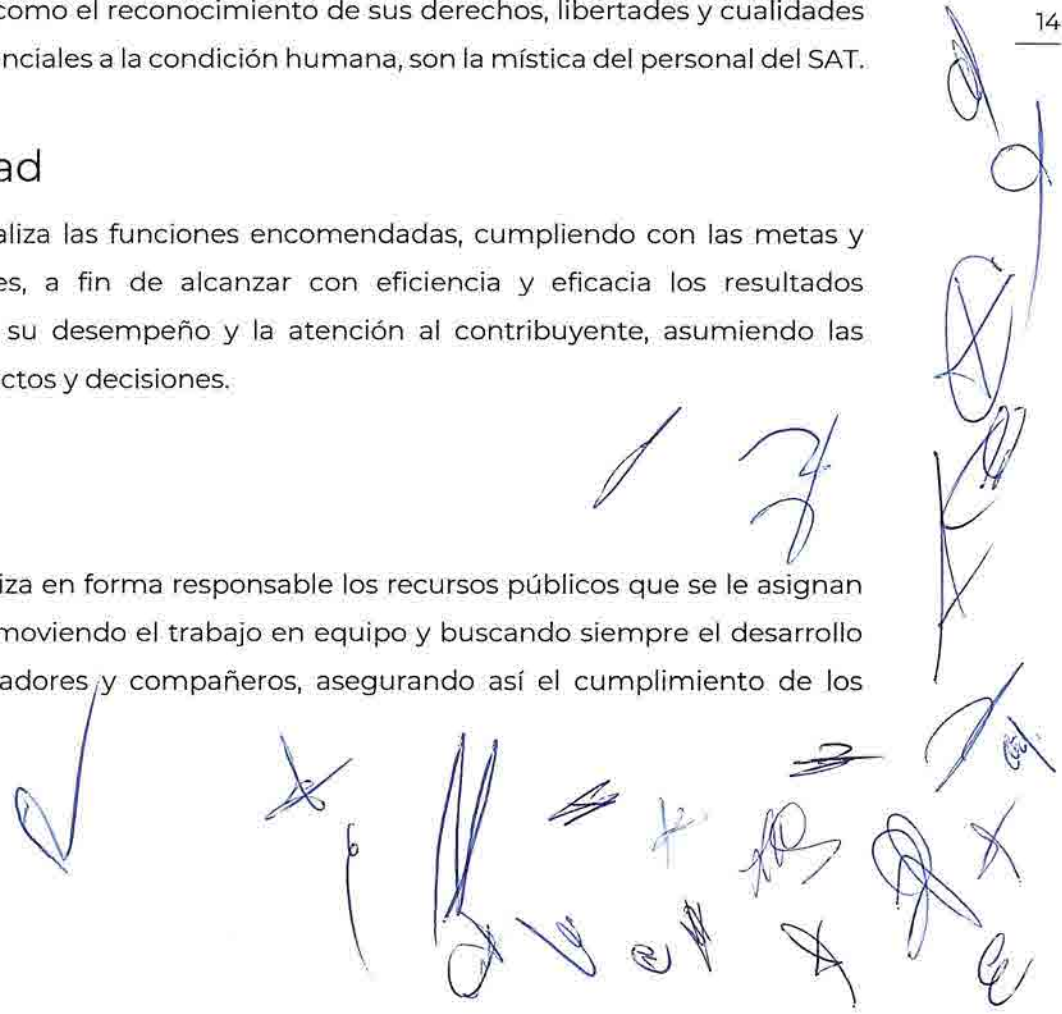 como el reconocimiento de sus derechos, libertades y cualidades
14
nciales a la condición humana, son la mística del personal del SAT.
ad
aliza las funciones encomendadas, cumpliendo con las metas y
es, a fin de alcanzar con eficiencia y eficacia los resultados
su desempeño y la atención al contribuyente, asumiendo las
ctos y decisiones.
iza en forma responsable los recursos públicos que se le asignan
moviendo el trabajo en equipo y buscando siempre el desarrollo
adores y compañeros, asegurando así el cumplimiento de los